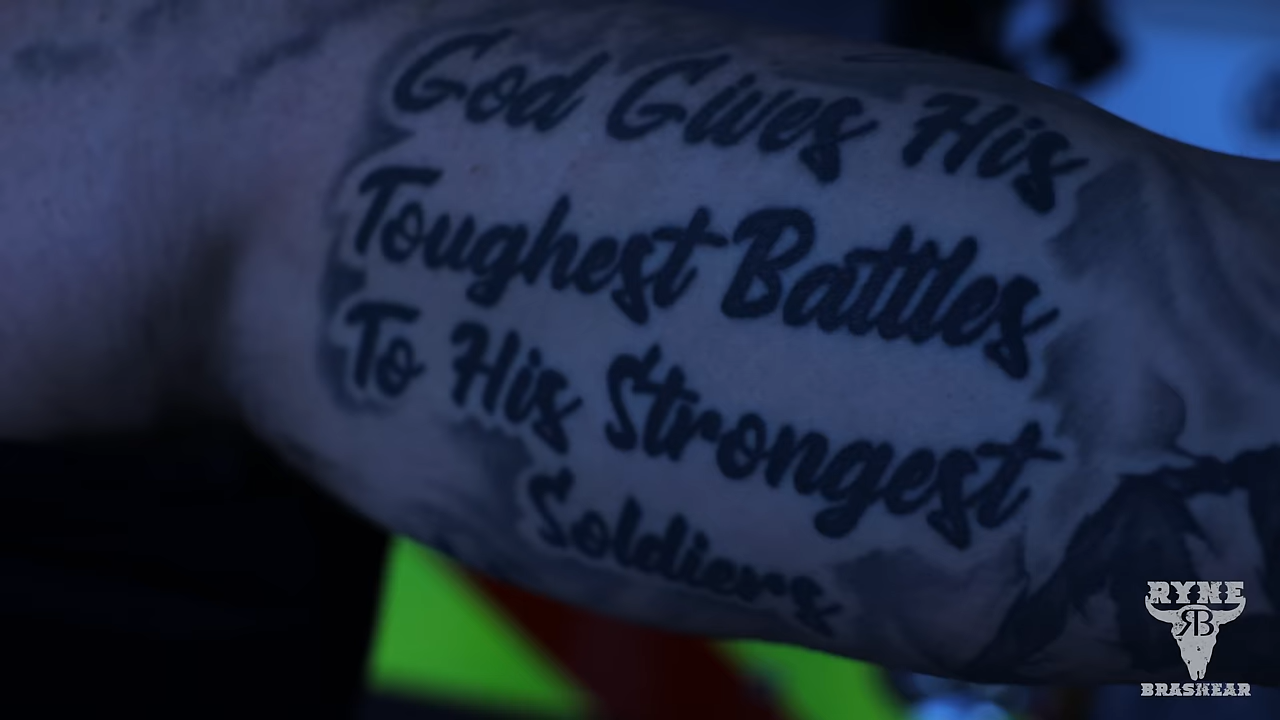 God Gives His
Toughest Battles
To His Strongest
Soldiers
RYNE
RB
BRASHEAR